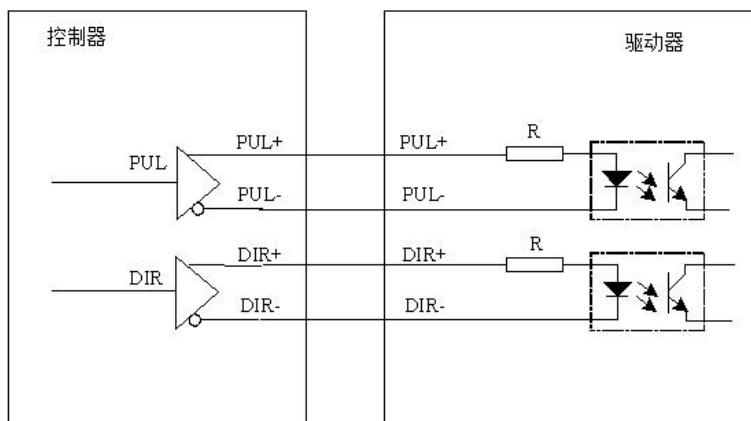 控制器
驱动器
PUL
PUL+
PUL+
R
PUL-
PUL-
DIR
DIR+
DIR+
R
DIR-
DIR-